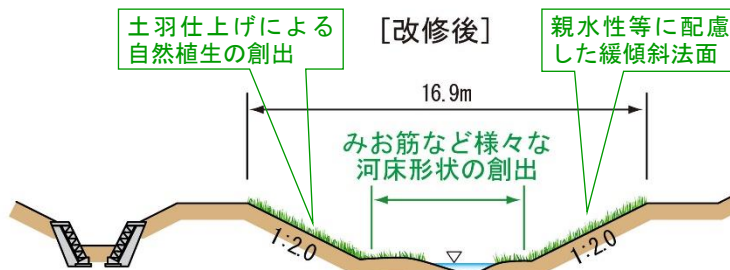 土羽仕上げによる
自然植生の創出
[改修後]
親水性等に配慮
した緩傾斜法面
16.9m
みお筋など様々な
河床形状の創出
1:2.0
1:2.0